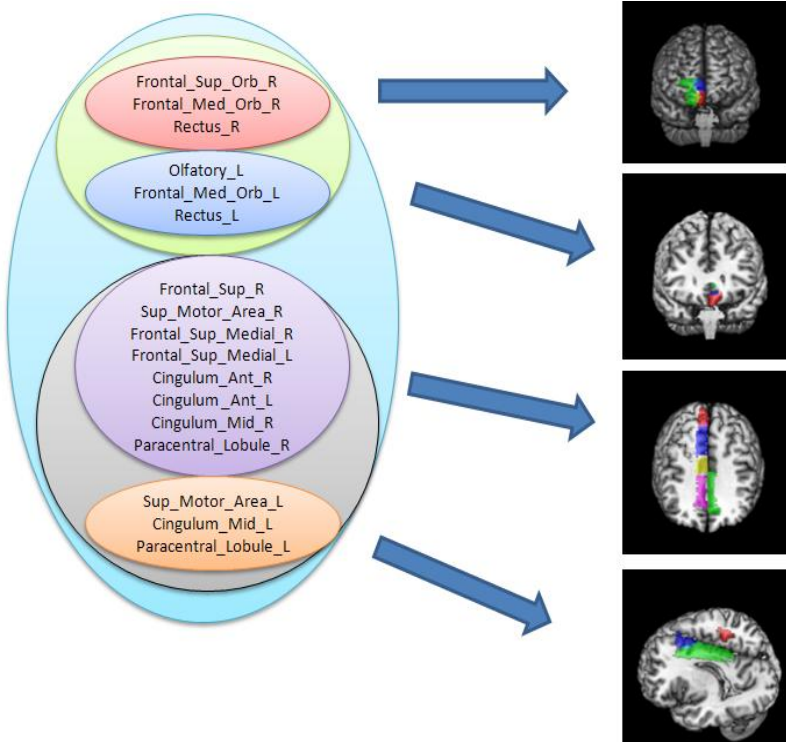 Frontal_Sup_Orb_R
Frontal_Med_Orb_R
Rectus_R
Olfatory_L
Frontal_Med_Orb_L
Rectus_L
Frontal_Sup_R
Sup_Motor_Area_R
Frontal_Sup_Medial_R
Frontal_Sup_Medial_L
Cingulum_Ant_R
Cingulum_Ant_L
Cingulum_Mid_R
Paracentral_Lobule_R
Sup_Motor_Area_L
Cingulum_Mid_L
Paracentral_Lobule_L